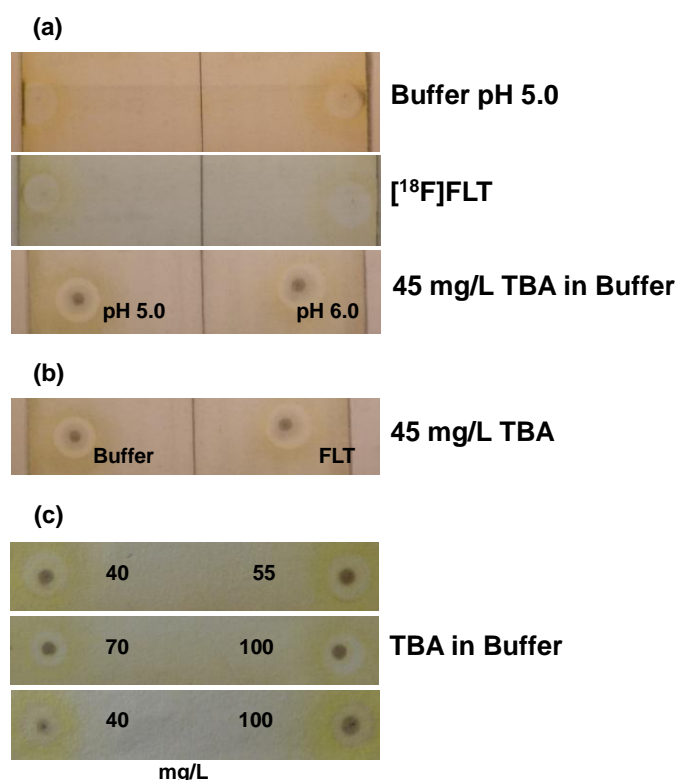 (a)
Buffer pH 5.0
[¹⁸F]FLT
45 mg/L TBA in Buffer
pH 5.0 pH 6.0
(b)
45 mg/L TBA
Buffer FLT
(c)
40 55
70 100
TBA in Buffer
40 100
mg/L